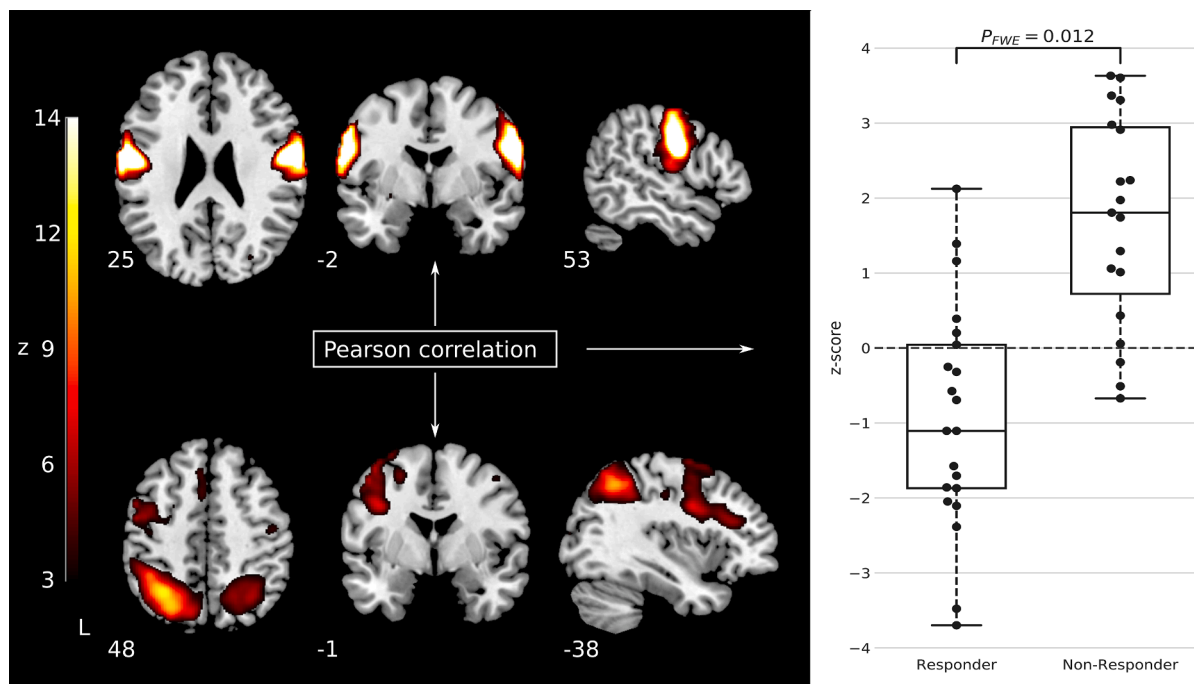 14
12
z 9
6
3
L
25
-2
53
Pearson correlation
48
-1
-38
P_FWE = 0.012
z-score
4
3
2
1
0
−1
−2
−3
−4
Responder
Non-Responder